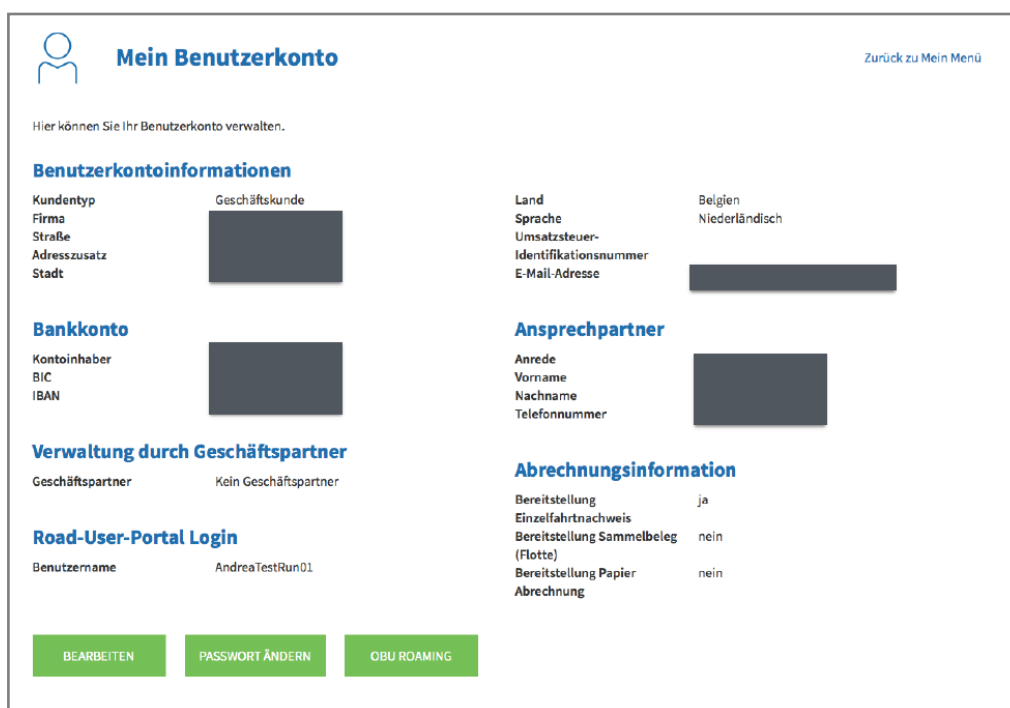 Mein Benutzerkonto
Zurück zu Mein Menü
Hier können Sie Ihr Benutzerkonto verwalten.
Benutzerkontoinformationen
Kundentyp Geschäftskunde
Firma
Straße
Adresszusatz
Stadt
Land Belgien
Sprache Niederländisch
Umsatzsteuer-
Identifikationsnummer
E-Mail-Adresse
Bankkonto
Kontoinhaber
BIC
IBAN
Ansprechpartner
Anrede
Vorname
Nachname
Telefonnummer
Verwaltung durch Geschäftspartner
Geschäftspartner Kein Geschäftspartner
Road-User-Portal Login
Benutzername AndreaTestRun01
Abrechnungsinformation
Bereitstellung ja
Einzelfahrtnachweis
Bereitstellung Sammelbeleg nein
(Flotte)
Bereitstellung Papier nein
Abrechnung
BEARBEITEN
PASSWORT ÄNDERN
OBU ROAMING